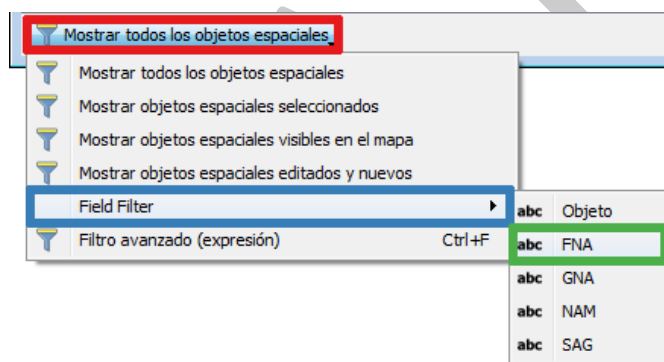 Mostrar todos los objetos espaciales
Mostrar todos los objetos espaciales
Mostrar objetos espaciales seleccionados
Mostrar objetos espaciales visibles en el mapa
Mostrar objetos espaciales editados y nuevos
Field Filter
Filtro avanzado (expresión) Ctrl+F
abc Objeto
abc FNA
abc GNA
abc NAM
abc SAG